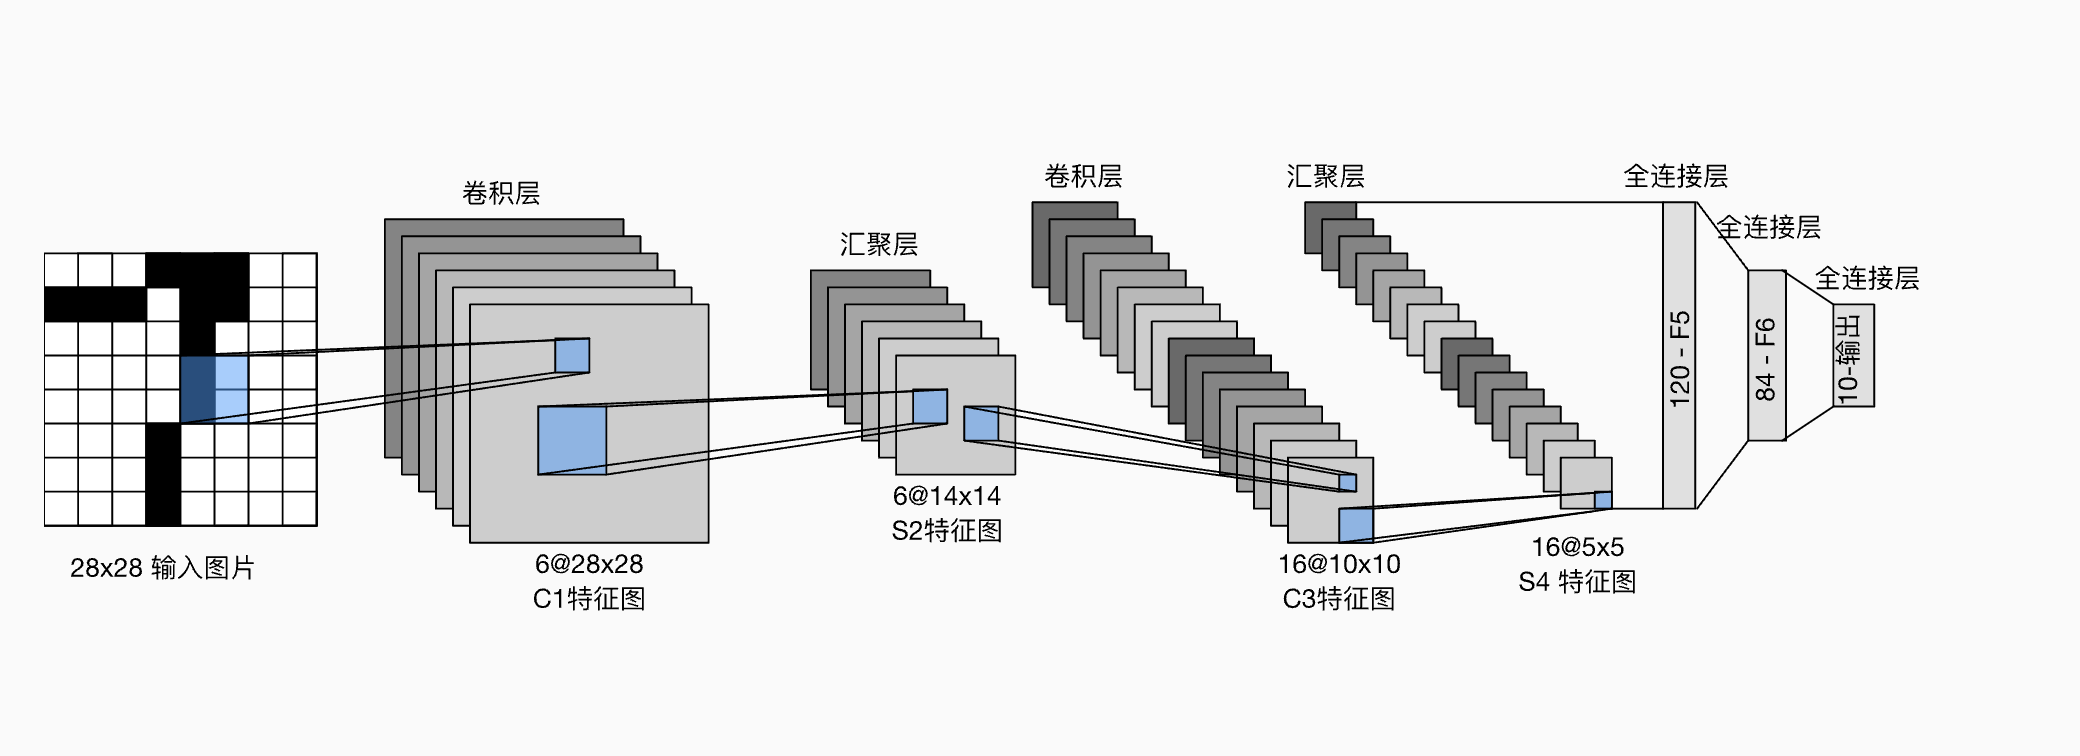 28x28 输入图片
卷积层
6@28x28
C1特征图
汇聚层
6@14x14
S2特征图
卷积层
16@10x10
C3特征图
汇聚层
16@5x5
S4 特征图
全连接层
120 - F5
全连接层
84 - F6
全连接层
10-输出